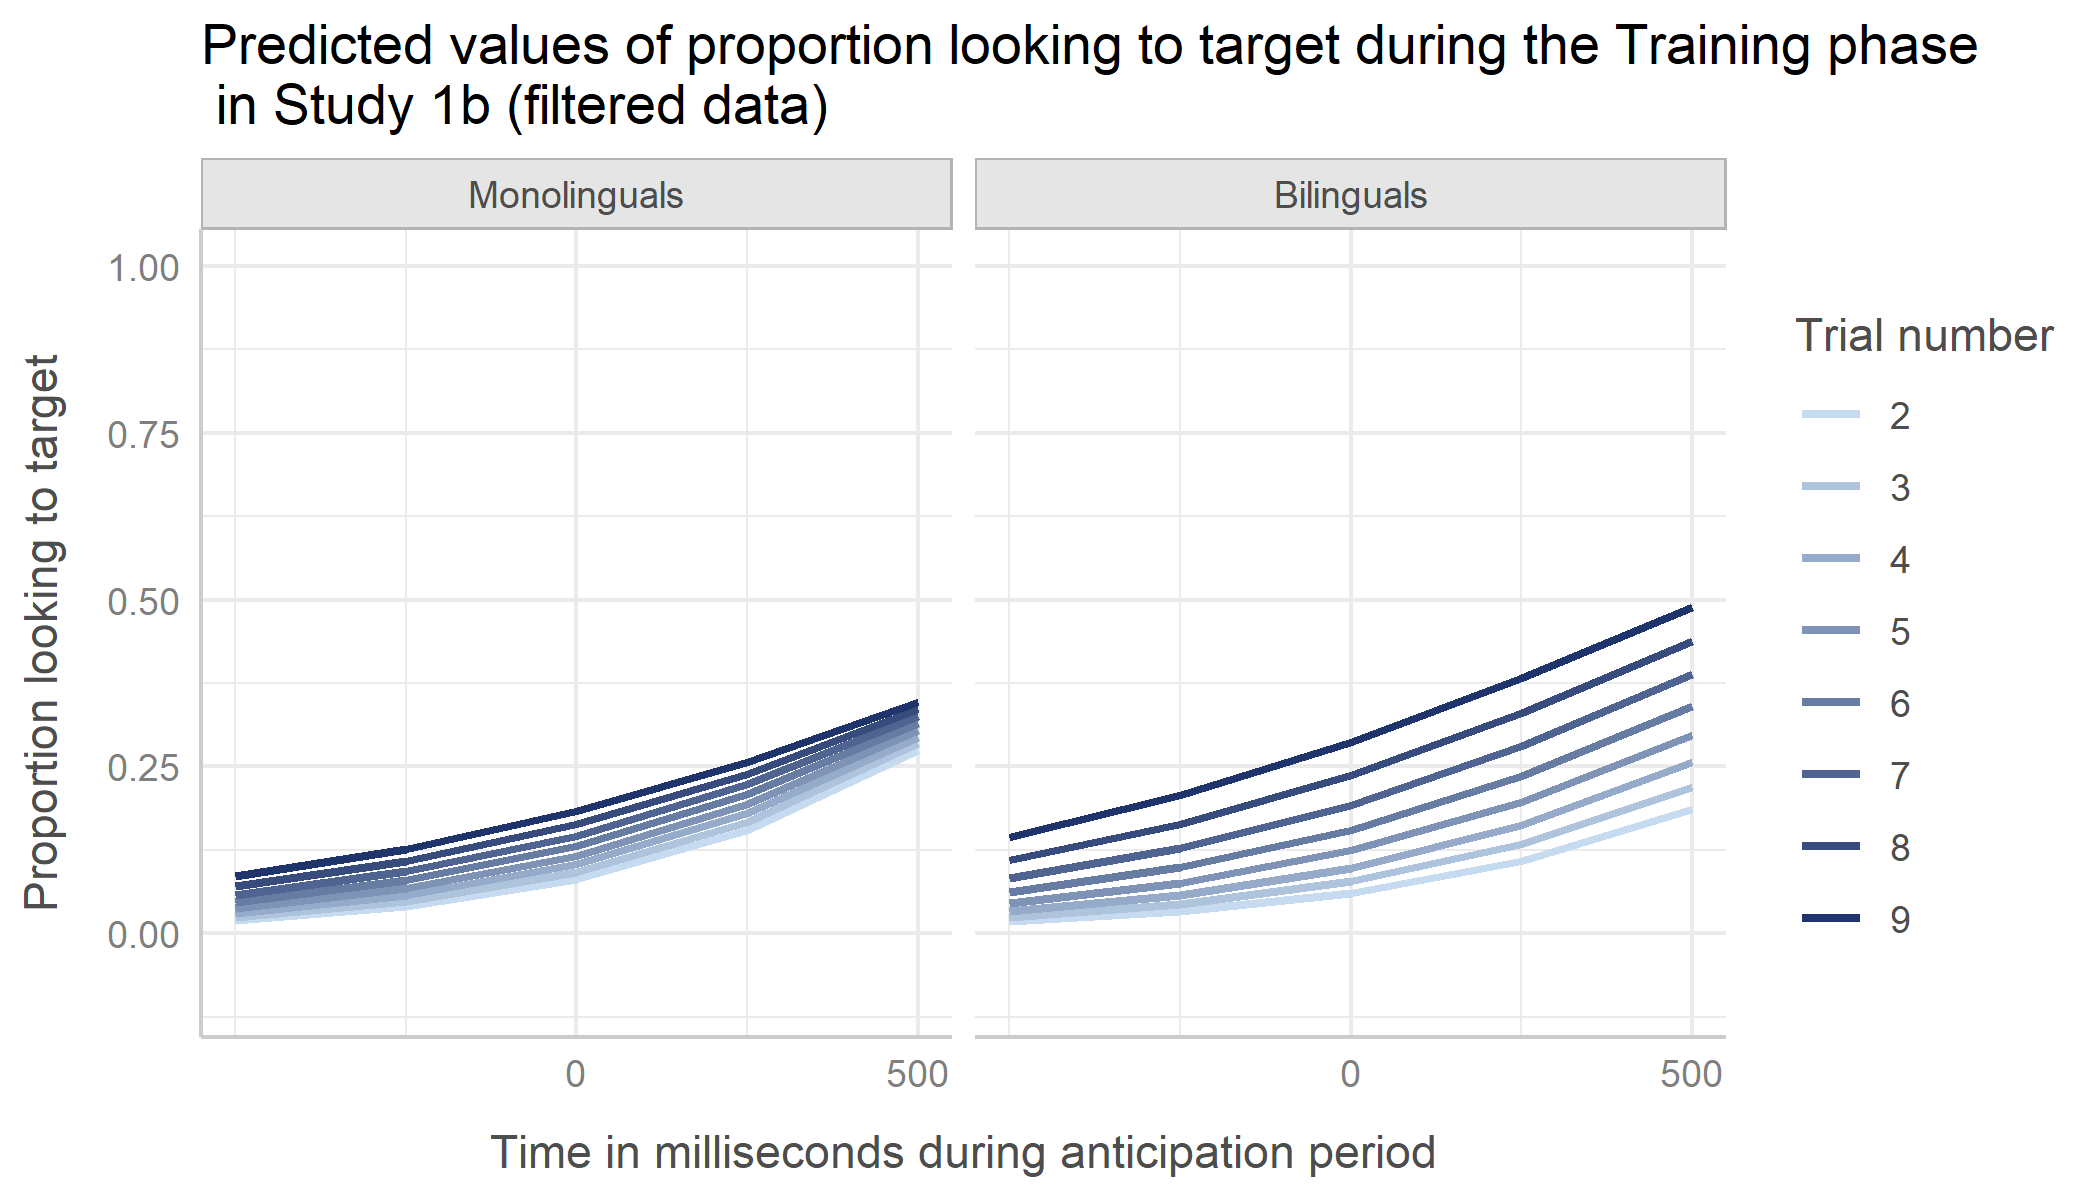 Predicted values of proportion looking to target during the Training phase
in Study 1b (filtered data)
Monolinguals
Bilinguals
1.00
0.75
0.50
0.25
0.00
Proportion looking to target
0
500
0
500
Time in milliseconds during anticipation period
Trial number
2
3
4
5
6
7
8
9